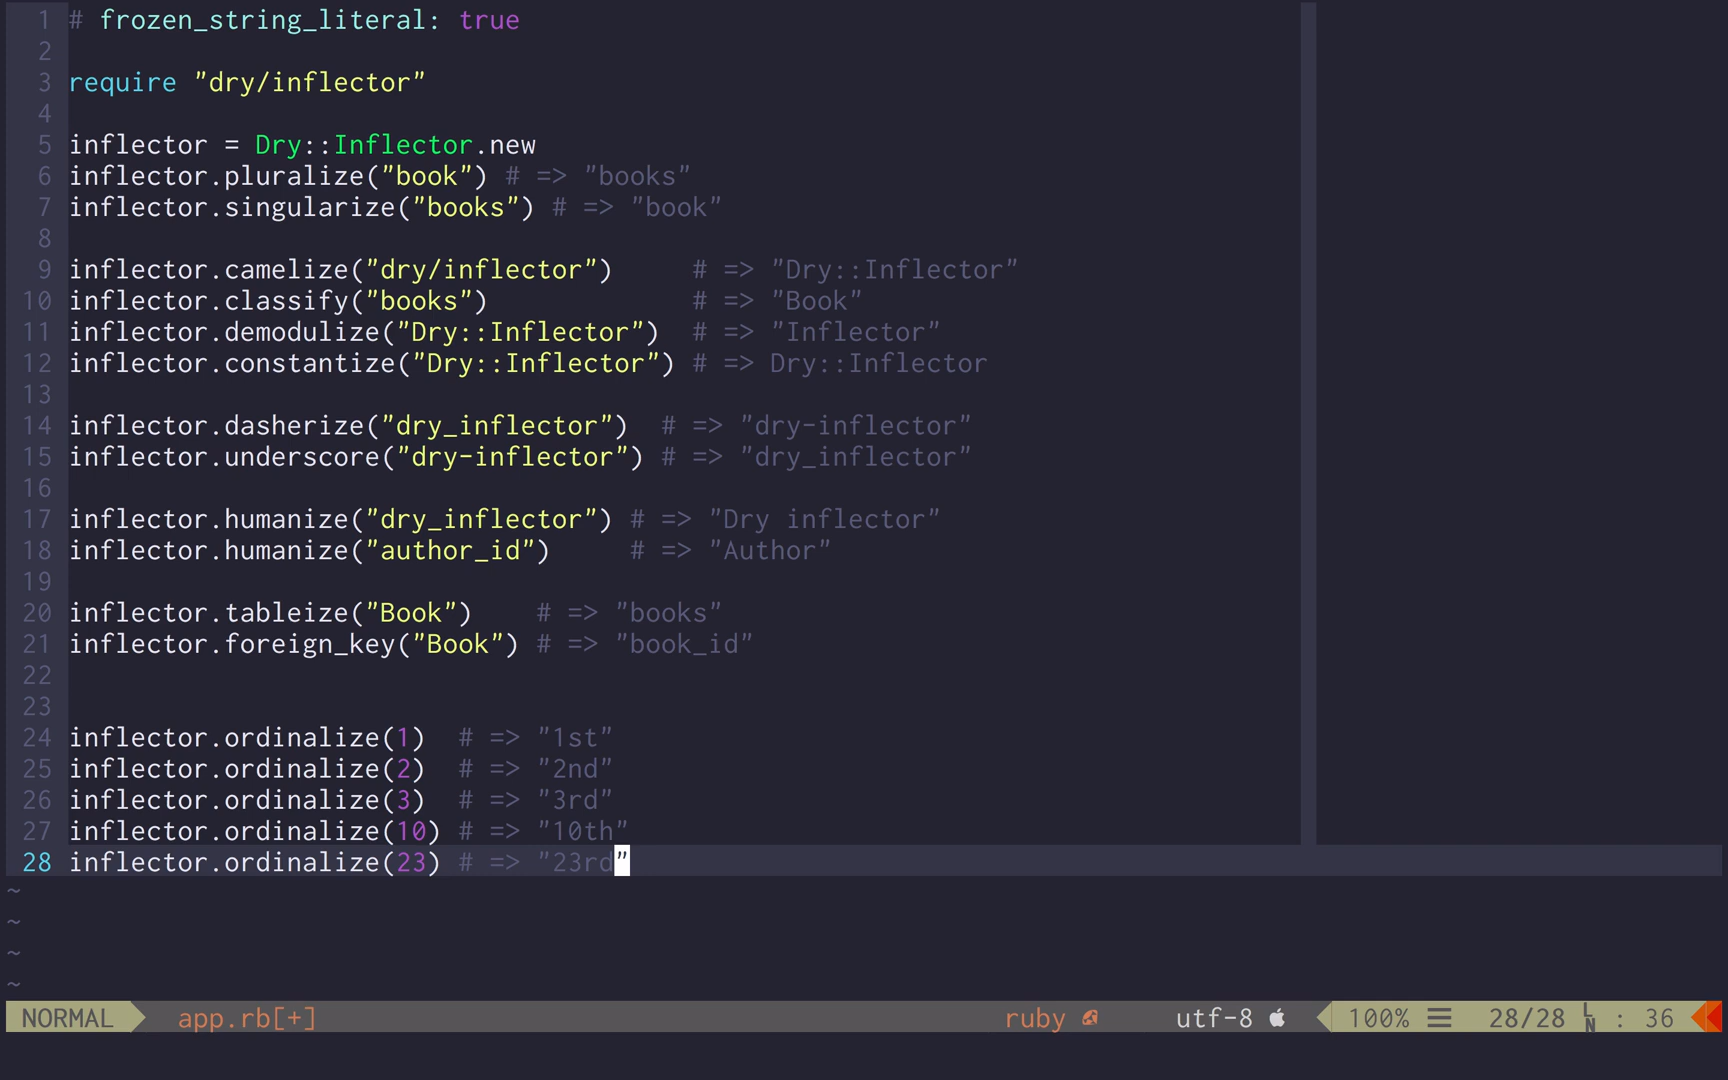 1 # frozen_string_literal: true
2
3 require "dry/inflector"
4
5 inflector = Dry::Inflector.new
6 inflector.pluralize("book") # => "books"
7 inflector.singularize("books") # => "book"
8
9 inflector.camelize("dry/inflector")     # => "Dry::Inflector"
10 inflector.classify("books")             # => "Book"
11 inflector.demodulize("Dry::Inflector")  # => "Inflector"
12 inflector.constantize("Dry::Inflector") # => Dry::Inflector
13
14 inflector.dasherize("dry_inflector")  # => "dry-inflector"
15 inflector.underscore("dry-inflector") # => "dry_inflector"
16
17 inflector.humanize("dry_inflector") # => "Dry inflector"
18 inflector.humanize("author_id")     # => "Author"
19
20 inflector.tableize("Book")    # => "books"
21 inflector.foreign_key("Book") # => "book_id"
22
23
24 inflector.ordinalize(1)  # => "1st"
25 inflector.ordinalize(2)  # => "2nd"
26 inflector.ordinalize(3)  # => "3rd"
27 inflector.ordinalize(10) # => "10th"
28 inflector.ordinalize(23) # => "23rd"
~
~
~
~
NORMAL app.rb[+] ruby utf-8 100% ☰ 28/28 LN : 36